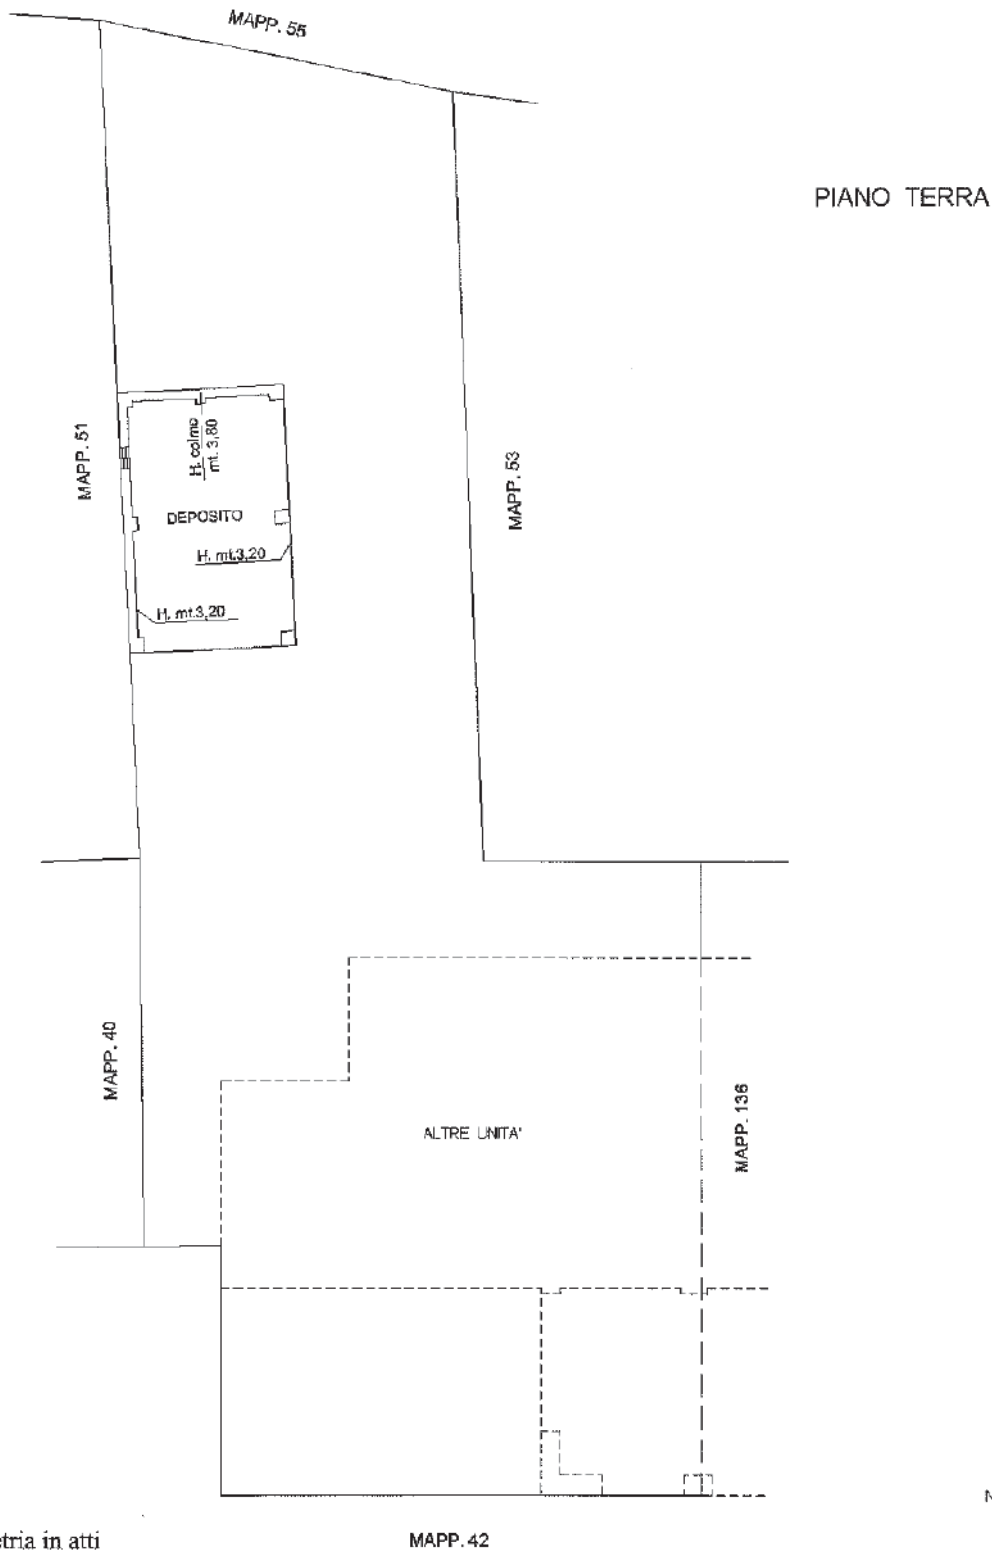 MAPP. 55
PIANO TERRA
MAPP. 51
H. colmo
mt. 3,80
MAPP. 53
DEPOSITO
H. mt.3,20
H. mt.3,20
MAPP. 40
MAPP. 136
ALTRE UNITA'
N
etria in atti
MAPP. 42